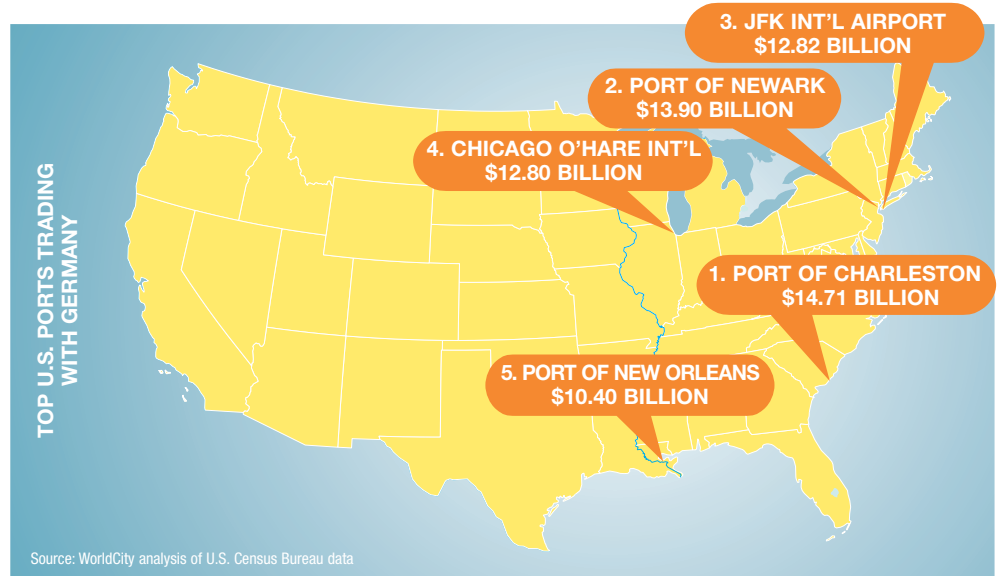 TOP U.S. PORTS TRADING
WITH GERMANY
3. JFK INT'L AIRPORT
$12.82 BILLION
2. PORT OF NEWARK
$13.90 BILLION
4. CHICAGO O'HARE INT'L
$12.80 BILLION
1. PORT OF CHARLESTON
$14.71 BILLION
5. PORT OF NEW ORLEANS
$10.40 BILLION
Source: WorldCity analysis of U.S. Census Bureau data